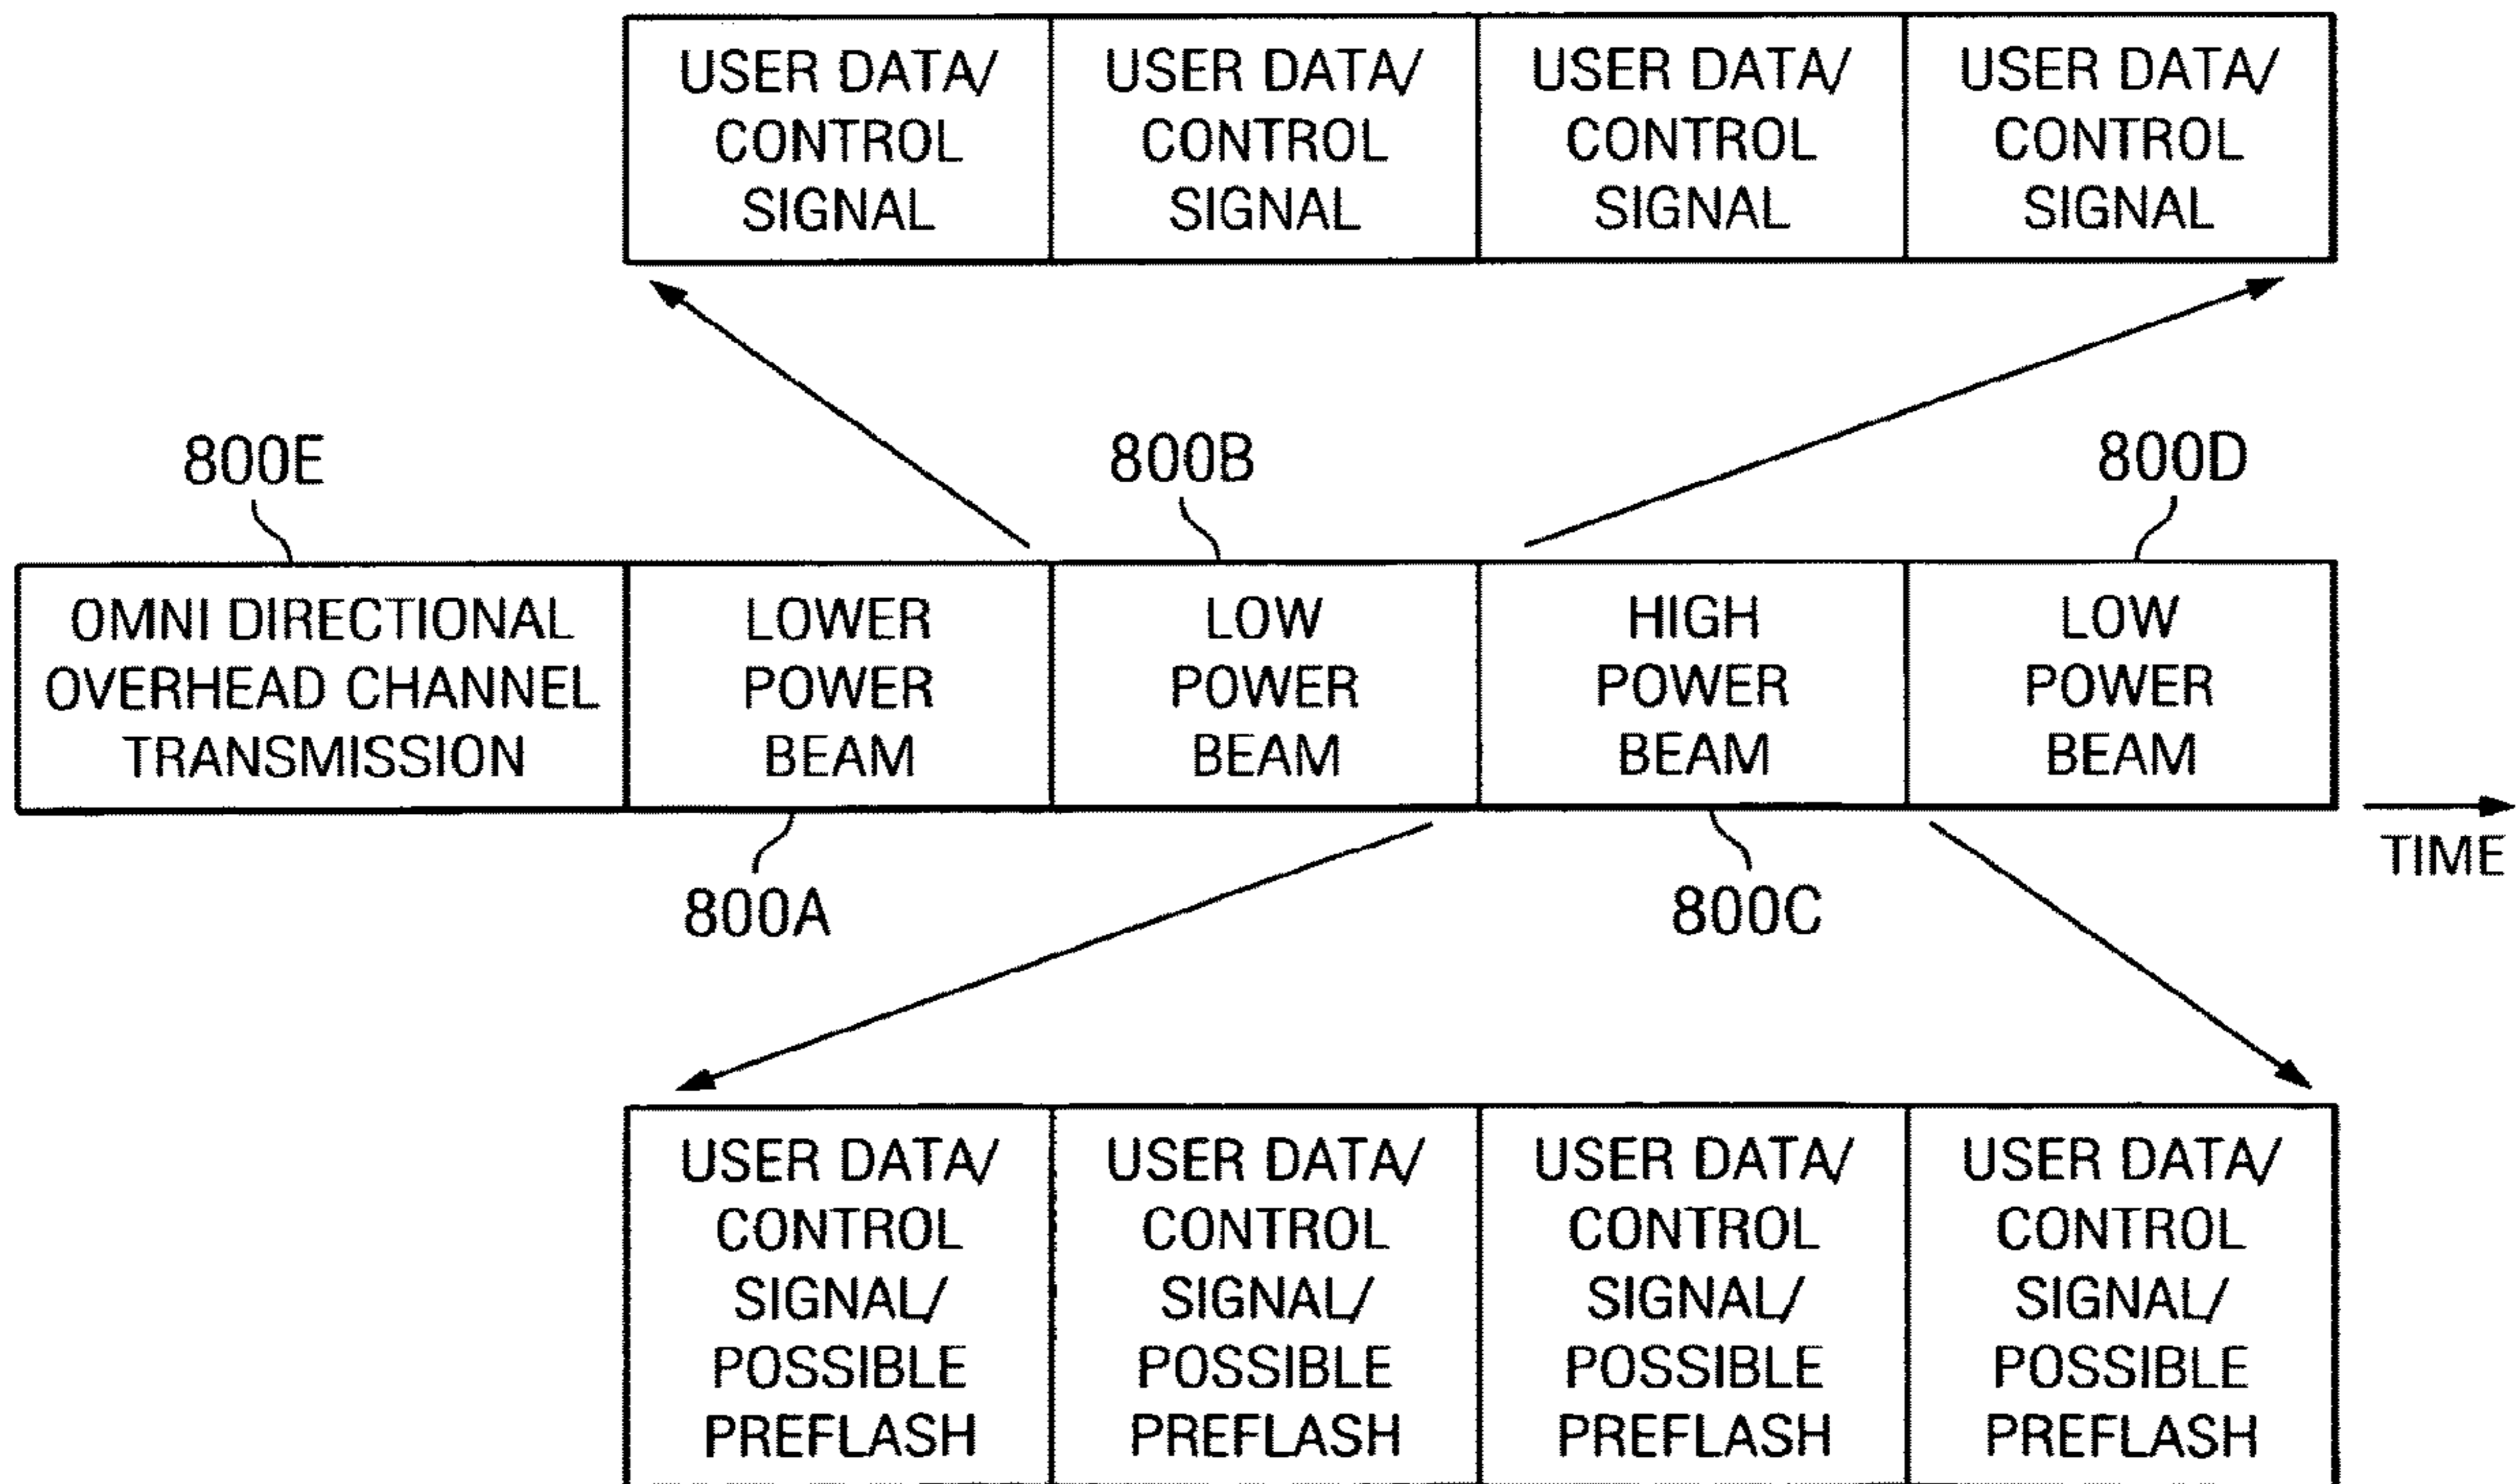 USER DATA/
CONTROL
SIGNAL
USER DATA/
CONTROL
SIGNAL
USER DATA/
CONTROL
SIGNAL
USER DATA/
CONTROL
SIGNAL
800E
800B
800D
OMNI DIRECTIONAL
OVERHEAD CHANNEL
TRANSMISSION
LOWER
POWER
BEAM
LOW
POWER
BEAM
HIGH
POWER
BEAM
LOW
POWER
BEAM
TIME
800A
800C
USER DATA/
CONTROL
SIGNAL/
POSSIBLE
PREFLASH
USER DATA/
CONTROL
SIGNAL/
POSSIBLE
PREFLASH
USER DATA/
CONTROL
SIGNAL/
POSSIBLE
PREFLASH
USER DATA/
CONTROL
SIGNAL/
POSSIBLE
PREFLASH